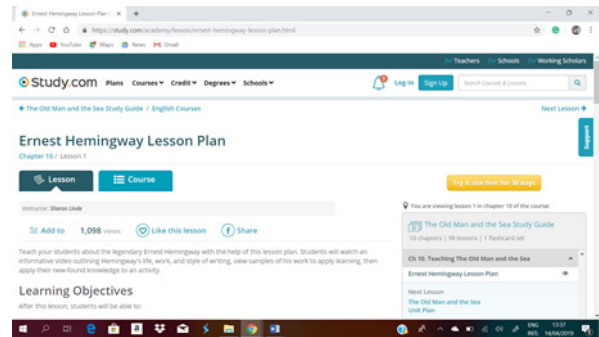 Ernest Hemingway Lesson Plan |
https://study.com/academy/lesson/ernest-hemingway-lesson-plan.html
Apps YouTube Maps News Gmail
for Teachers for Schools for Working Scholars
Study.com Plans Courses Credit Degrees Schools Log In Sign Up Search Courses & Lessons
The Old Man and the Sea Study Guide / English Courses Next Lesson
Support
Ernest Hemingway Lesson Plan
Chapter 10 / Lesson 1
Lesson Course
Try it risk-free for 30 days
Instructor: Sharon Linde
You are viewing lesson 1 in chapter 10 of the course:
Add to 1,098 views Like this lesson Share
The Old Man and the Sea Study Guide
10 chapters | 98 lessons | 1 flashcard set
Teach your students about the legendary Ernest Hemingway with the help of this lesson plan. Students will watch an
informative video outlining Hemingway's life, work, and style of writing, view samples of his work to apply learning, then
apply their new-found knowledge to an activity.
Ch 10. Teaching The Old Man and the Sea
Ernest Hemingway Lesson Plan
Learning Objectives
After this lesson, students will be able to:
Next Lesson
The Old Man and the Sea
Unit Plan
ENG 13:37
INTL 14/04/2019